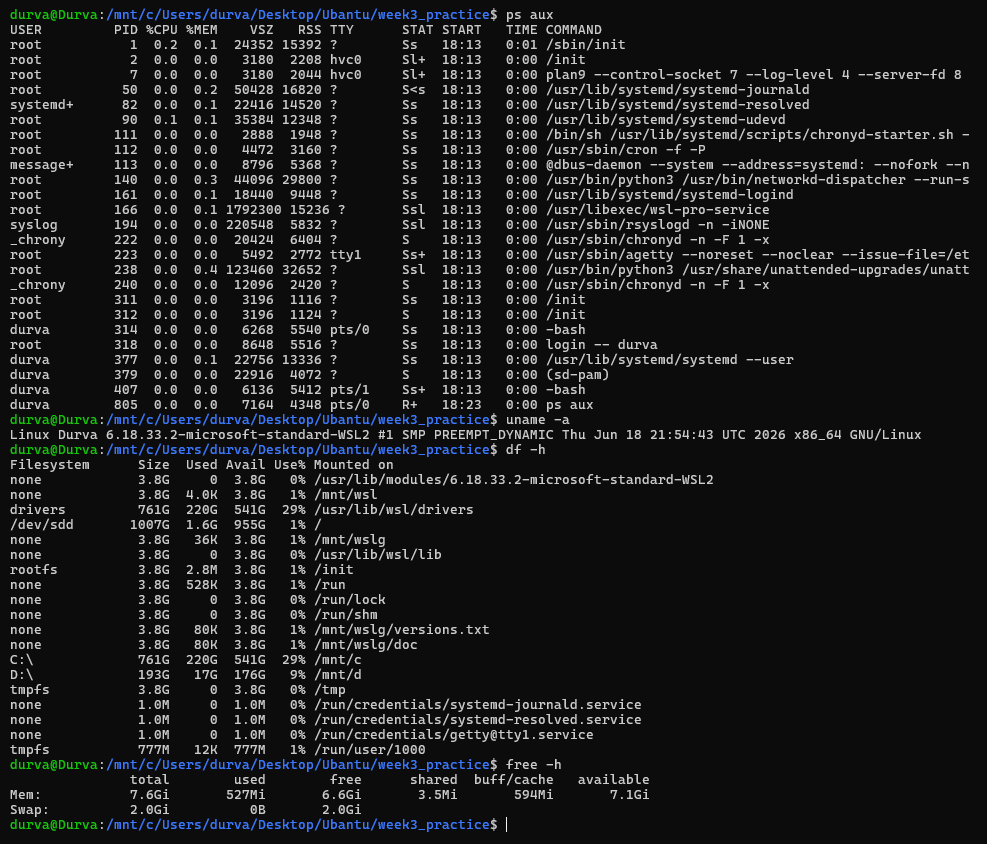 durva@Durva:/mnt/c/Users/durva/Desktop/Ubantu/week3_practice$ ps aux
USER         PID %CPU %MEM    VSZ   RSS TTY      STAT START   TIME COMMAND
root           1  0.2  0.1  24352 15392 ?        Ss   18:13   0:01 /sbin/init
root           2  0.0  0.0   3180  2208 hvc0     Sl+  18:13   0:00 /init
root           7  0.0  0.0   3180  2044 hvc0     Sl+  18:13   0:00 plan9 --control-socket 7 --log-level 4 --server-fd 8
root          50  0.0  0.2  50428 16820 ?        S<s  18:13   0:00 /usr/lib/systemd/systemd-journald
systemd+      82  0.0  0.1  22416 14520 ?        Ss   18:13   0:00 /usr/lib/systemd/systemd-resolved
root          90  0.1  0.1  35384 12348 ?        Ss   18:13   0:00 /usr/lib/systemd/systemd-udevd
root         111  0.0  0.0   2888  1948 ?        Ss   18:13   0:00 /bin/sh /usr/lib/systemd/scripts/chronyd-starter.sh -
root         112  0.0  0.0   4472  3160 ?        Ss   18:13   0:00 /usr/sbin/cron -f -P
message+     113  0.0  0.0   8796  5368 ?        Ss   18:13   0:00 @dbus-daemon --system --address=systemd: --nofork --n
root         140  0.0  0.3  44096 29800 ?        Ss   18:13   0:00 /usr/bin/python3 /usr/bin/networkd-dispatcher --run-s
root         161  0.0  0.1  18440  9448 ?        Ss   18:13   0:00 /usr/lib/systemd/systemd-logind
root         166  0.0  0.1 1792300 15236 ?       Ssl  18:13   0:00 /usr/libexec/wsl-pro-service
syslog       194  0.0  0.0 220548  5832 ?        Ssl  18:13   0:00 /usr/sbin/rsyslogd -n -iNONE
_chrony      222  0.0  0.0  20424  6404 ?        S    18:13   0:00 /usr/sbin/chronyd -n -F 1 -x
root         223  0.0  0.0   5492  2772 tty1     Ss+  18:13   0:00 /usr/sbin/agetty --noreset --noclear --issue-file=/et
root         238  0.0  0.4 123460 32652 ?        Ssl  18:13   0:00 /usr/bin/python3 /usr/share/unattended-upgrades/unatt
_chrony      240  0.0  0.0  12096  2420 ?        S    18:13   0:00 /usr/sbin/chronyd -n -F 1 -x
root         311  0.0  0.0   3196  1116 ?        Ss   18:13   0:00 /init
root         312  0.0  0.0   3196  1124 ?        S    18:13   0:00 /init
durva        314  0.0  0.0   6268  5540 pts/0    Ss   18:13   0:00 -bash
root         318  0.0  0.0   8648  5516 ?        Ss   18:13   0:00 login -- durva
durva        377  0.0  0.1  22756 13336 ?        Ss   18:13   0:00 /usr/lib/systemd/systemd --user
durva        379  0.0  0.0  22916  4072 ?        S    18:13   0:00 (sd-pam)
durva        407  0.0  0.0   6136  5412 pts/1    Ss+  18:13   0:00 -bash
durva        805  0.0  0.0   7164  4348 pts/0    R+   18:23   0:00 ps aux
durva@Durva:/mnt/c/Users/durva/Desktop/Ubantu/week3_practice$ uname -a
Linux Durva 6.18.33.2-microsoft-standard-WSL2 #1 SMP PREEMPT_DYNAMIC Thu Jun 18 21:54:43 UTC 2026 x86_64 GNU/Linux
durva@Durva:/mnt/c/Users/durva/Desktop/Ubantu/week3_practice$ df -h
Filesystem      Size  Used Avail Use% Mounted on
none            3.8G     0  3.8G   0% /usr/lib/modules/6.18.33.2-microsoft-standard-WSL2
none            3.8G  4.0K  3.8G   1% /mnt/wsl
drivers         761G  220G  541G  29% /usr/lib/wsl/drivers
/dev/sdd       1007G  1.6G  955G   1% /
none            3.8G   36K  3.8G   1% /mnt/wslg
none            3.8G     0  3.8G   0% /usr/lib/wsl/lib
rootfs          3.8G  2.8M  3.8G   1% /init
none            3.8G  528K  3.8G   1% /run
none            3.8G     0  3.8G   0% /run/lock
none            3.8G     0  3.8G   0% /run/shm
none            3.8G   80K  3.8G   1% /mnt/wslg/versions.txt
none            3.8G   80K  3.8G   1% /mnt/wslg/doc
C:\             761G  220G  541G  29% /mnt/c
D:\             193G   17G  176G   9% /mnt/d
tmpfs           3.8G     0  3.8G   0% /tmp
none            1.0M     0  1.0M   0% /run/credentials/systemd-journald.service
none            1.0M     0  1.0M   0% /run/credentials/systemd-resolved.service
none            1.0M     0  1.0M   0% /run/credentials/getty@tty1.service
tmpfs           777M   12K  777M   1% /run/user/1000
durva@Durva:/mnt/c/Users/durva/Desktop/Ubantu/week3_practice$ free -h
               total        used        free      shared  buff/cache   available
Mem:           7.6Gi       527Mi       6.6Gi       3.5Mi       594Mi       7.1Gi
Swap:          2.0Gi          0B       2.0Gi
durva@Durva:/mnt/c/Users/durva/Desktop/Ubantu/week3_practice$